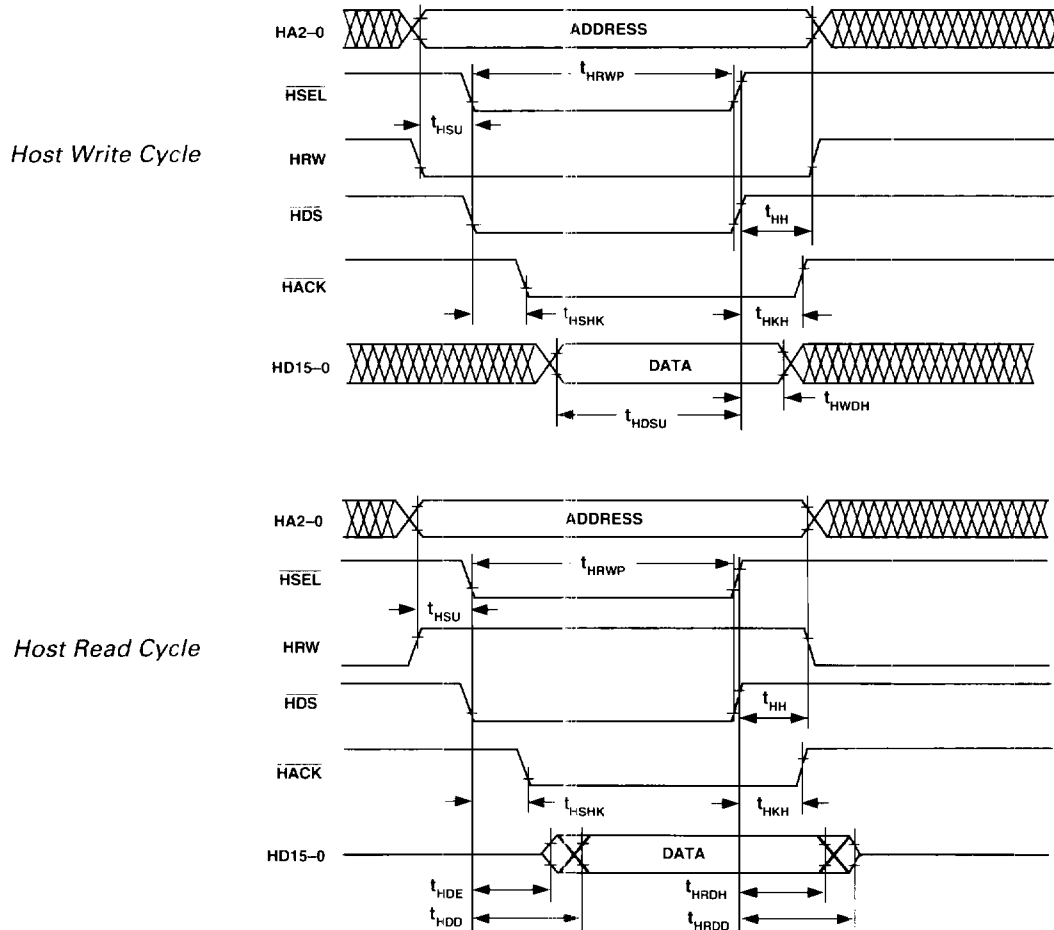 HA2–0 ADDRESS
HSEL tHRWP
tHSU
Host Write Cycle HRW
HDS tHH
HACK
tHSHK tHKH
HD15–0 DATA
tHWDH
tHDSU
HA2–0 ADDRESS
HSEL tHRWP
tHSU
Host Read Cycle HRW
HDS tHH
HACK
tHSHK tHKH
HD15–0 DATA
tHDE tHRDH
tHDD tHRDD